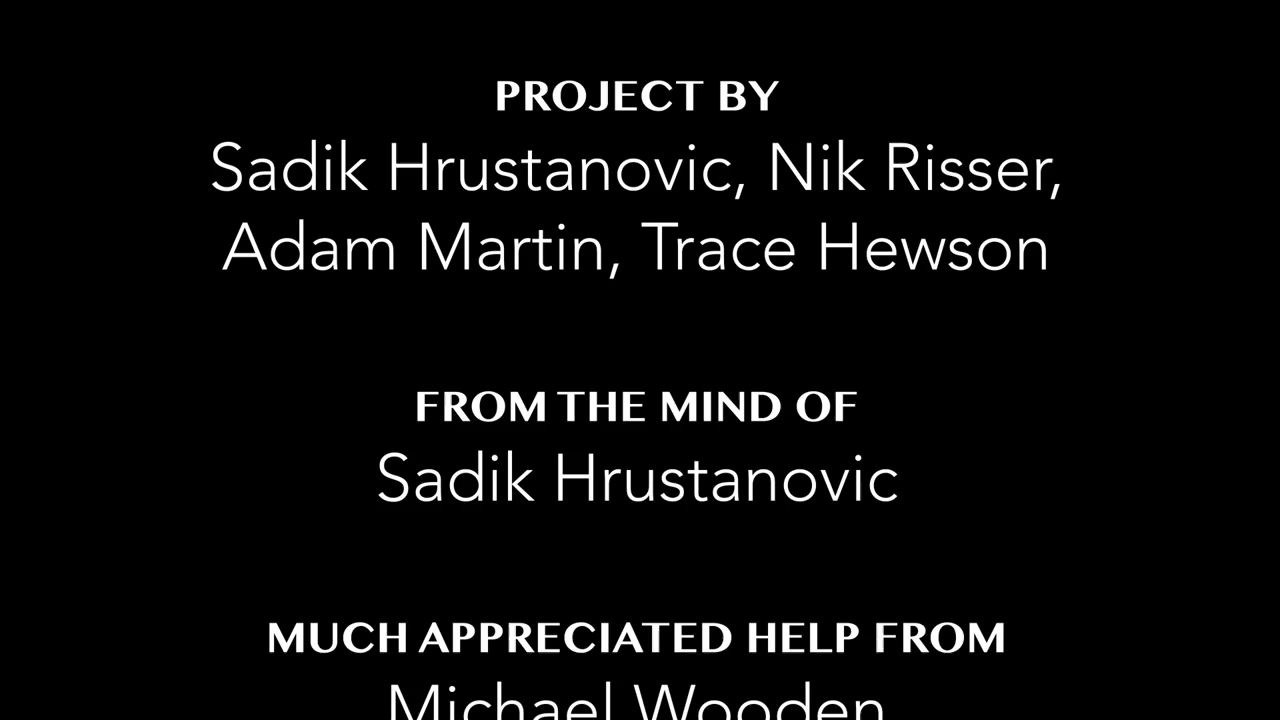 PROJECT BY
Sadik Hrustanovic, Nik Risser,
Adam Martin, Trace Hewson
FROM THE MIND OF
Sadik Hrustanovic
MUCH APPRECIATED HELP FROM
Michael Wooden